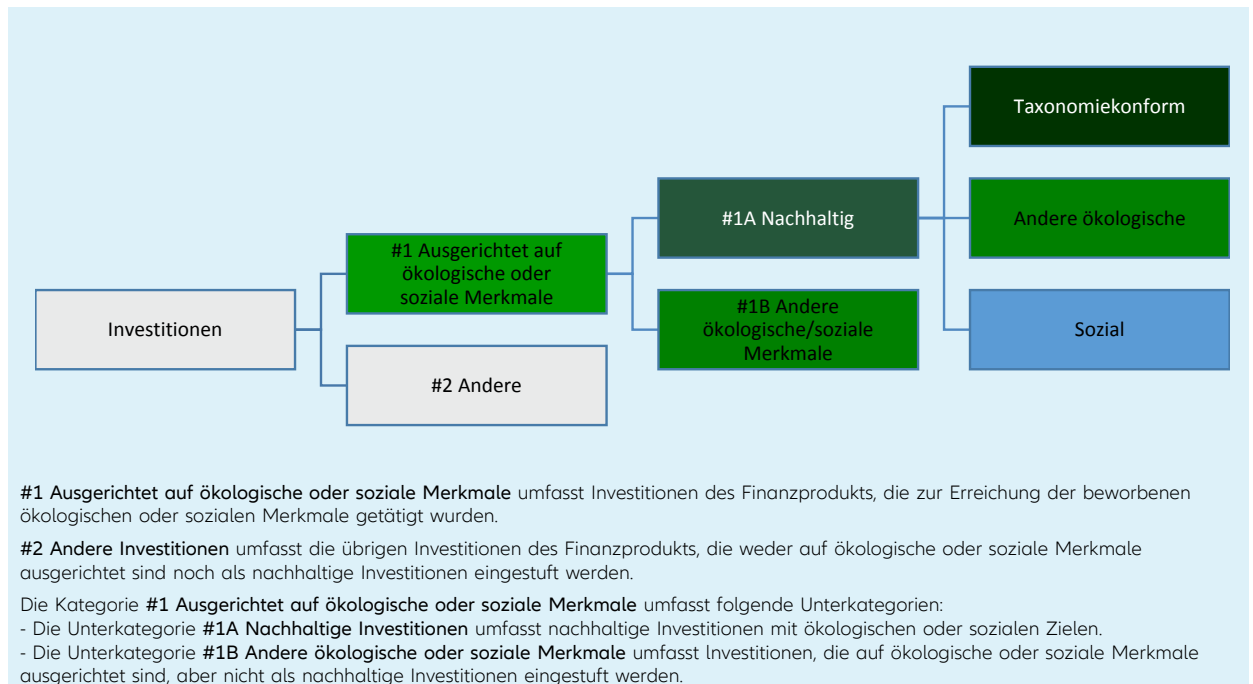 Taxonomiekonform
#1A Nachhaltig
Andere ökologische
#1 Ausgerichtet auf
ökologische oder
soziale Merkmale
#1B Andere
ökologische/soziale
Merkmale
Investitionen
Sozial
#2 Andere
#1 Ausgerichtet auf ökologische oder soziale Merkmale umfasst Investitionen des Finanzprodukts, die zur Erreichung der beworbenen
ökologischen oder sozialen Merkmale getätigt wurden.
#2 Andere Investitionen umfasst die übrigen Investitionen des Finanzprodukts, die weder auf ökologische oder soziale Merkmale
ausgerichtet sind noch als nachhaltige Investitionen eingestuft werden.
Die Kategorie #1 Ausgerichtet auf ökologische oder soziale Merkmale umfasst folgende Unterkategorien:
- Die Unterkategorie #1A Nachhaltige Investitionen umfasst nachhaltige Investitionen mit ökologischen oder sozialen Zielen.
- Die Unterkategorie #1B Andere ökologische oder soziale Merkmale umfasst Investitionen, die auf ökologische oder soziale Merkmale
ausgerichtet sind, aber nicht als nachhaltige Investitionen eingestuft werden.